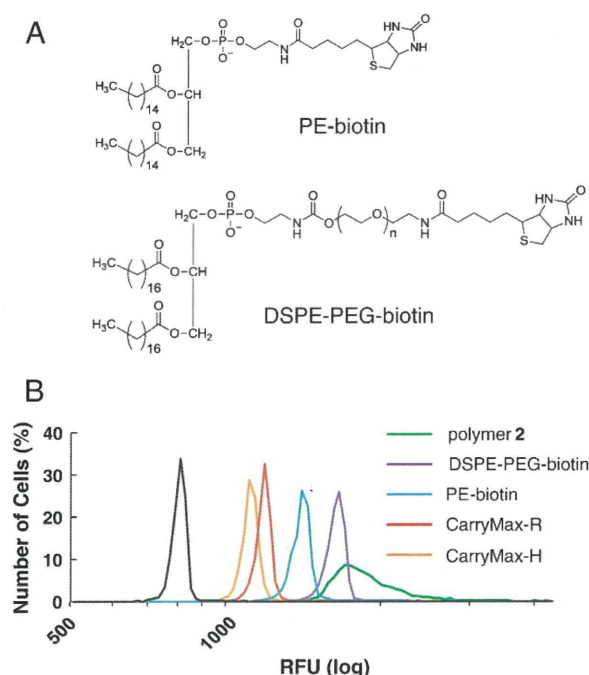 A
H₂C-O-P-O
O
O⁻
N
H
O
HN
O
NH
S
H₃C
14
O
O-CH
H₃C
14
O
O-CH₂
PE-biotin
H₂C-O-P-O
O
O⁻
N
H
O
O
O
n
N
H
O
HN
O
NH
S
H₃C
16
O
O-CH
H₃C
16
O
O-CH₂
DSPE-PEG-biotin
B
Number of Cells (%)
40
30
20
10
0
500
1000
RFU (log)
polymer 2
DSPE-PEG-biotin
PE-biotin
CarryMax-R
CarryMax-H